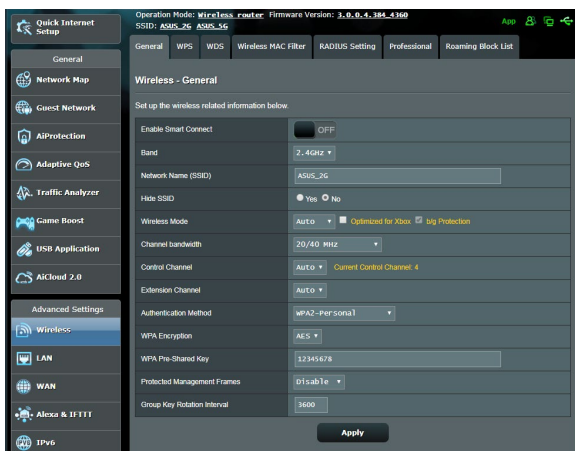 Quick Internet
Setup
General
Network Map
Guest Network
AiProtection
Adaptive QoS
Traffic Analyzer
Game Boost
USB Application
AiCloud 2.0
Advanced Settings
Wireless
LAN
WAN
Alexa & IFTTT
IPv6
Operation Mode: Wireless router Firmware Version: 3.0.0.4.384_4360
SSID: ASUS_2G ASUS_5G
App
General WPS WDS Wireless MAC Filter RADIUS Setting Professional Roaming Block List
Wireless - General
Set up the wireless related information below.
Enable Smart Connect OFF
Band 2.4GHz
Network Name (SSID) ASUS_2G
Hide SSID Yes No
Wireless Mode Auto Optimized for Xbox b/g Protection
Channel bandwidth 20/40 MHz
Control Channel Auto Current Control Channel: 4
Extension Channel Auto
Authentication Method WPA2-Personal
WPA Encryption AES
WPA Pre-Shared Key 12345678
Protected Management Frames Disable
Group Key Rotation Interval 3600
Apply